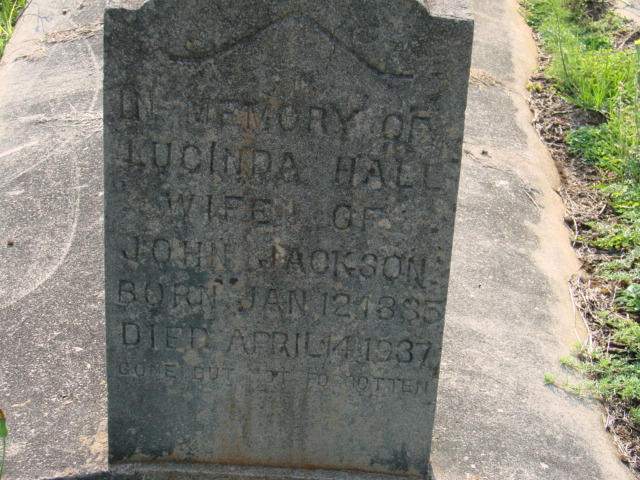 IN MEMORY OF
LUCINDA HALL
WIFE OF
JOHN JACKSON
BORN JAN 12 1885
DIED APRIL 14 1937
GONE BUT NOT FORGOTTEN